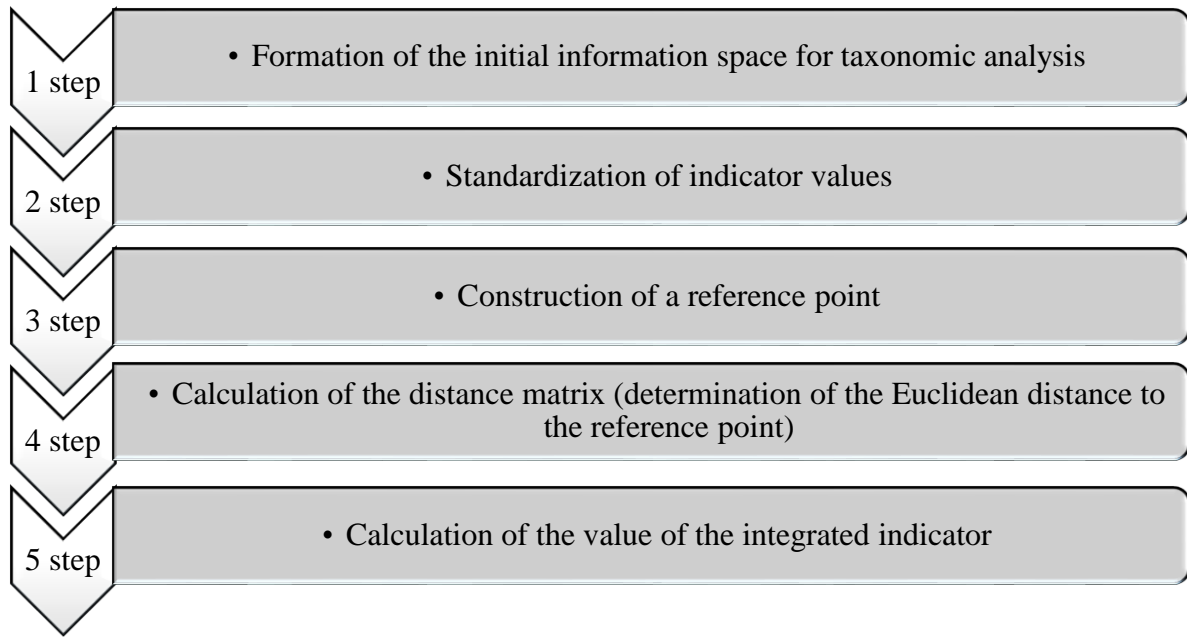 1 step
• Formation of the initial information space for taxonomic analysis
2 step
• Standardization of indicator values
3 step
• Construction of a reference point
4 step
• Calculation of the distance matrix (determination of the Euclidean distance to
the reference point)
5 step
• Calculation of the value of the integrated indicator